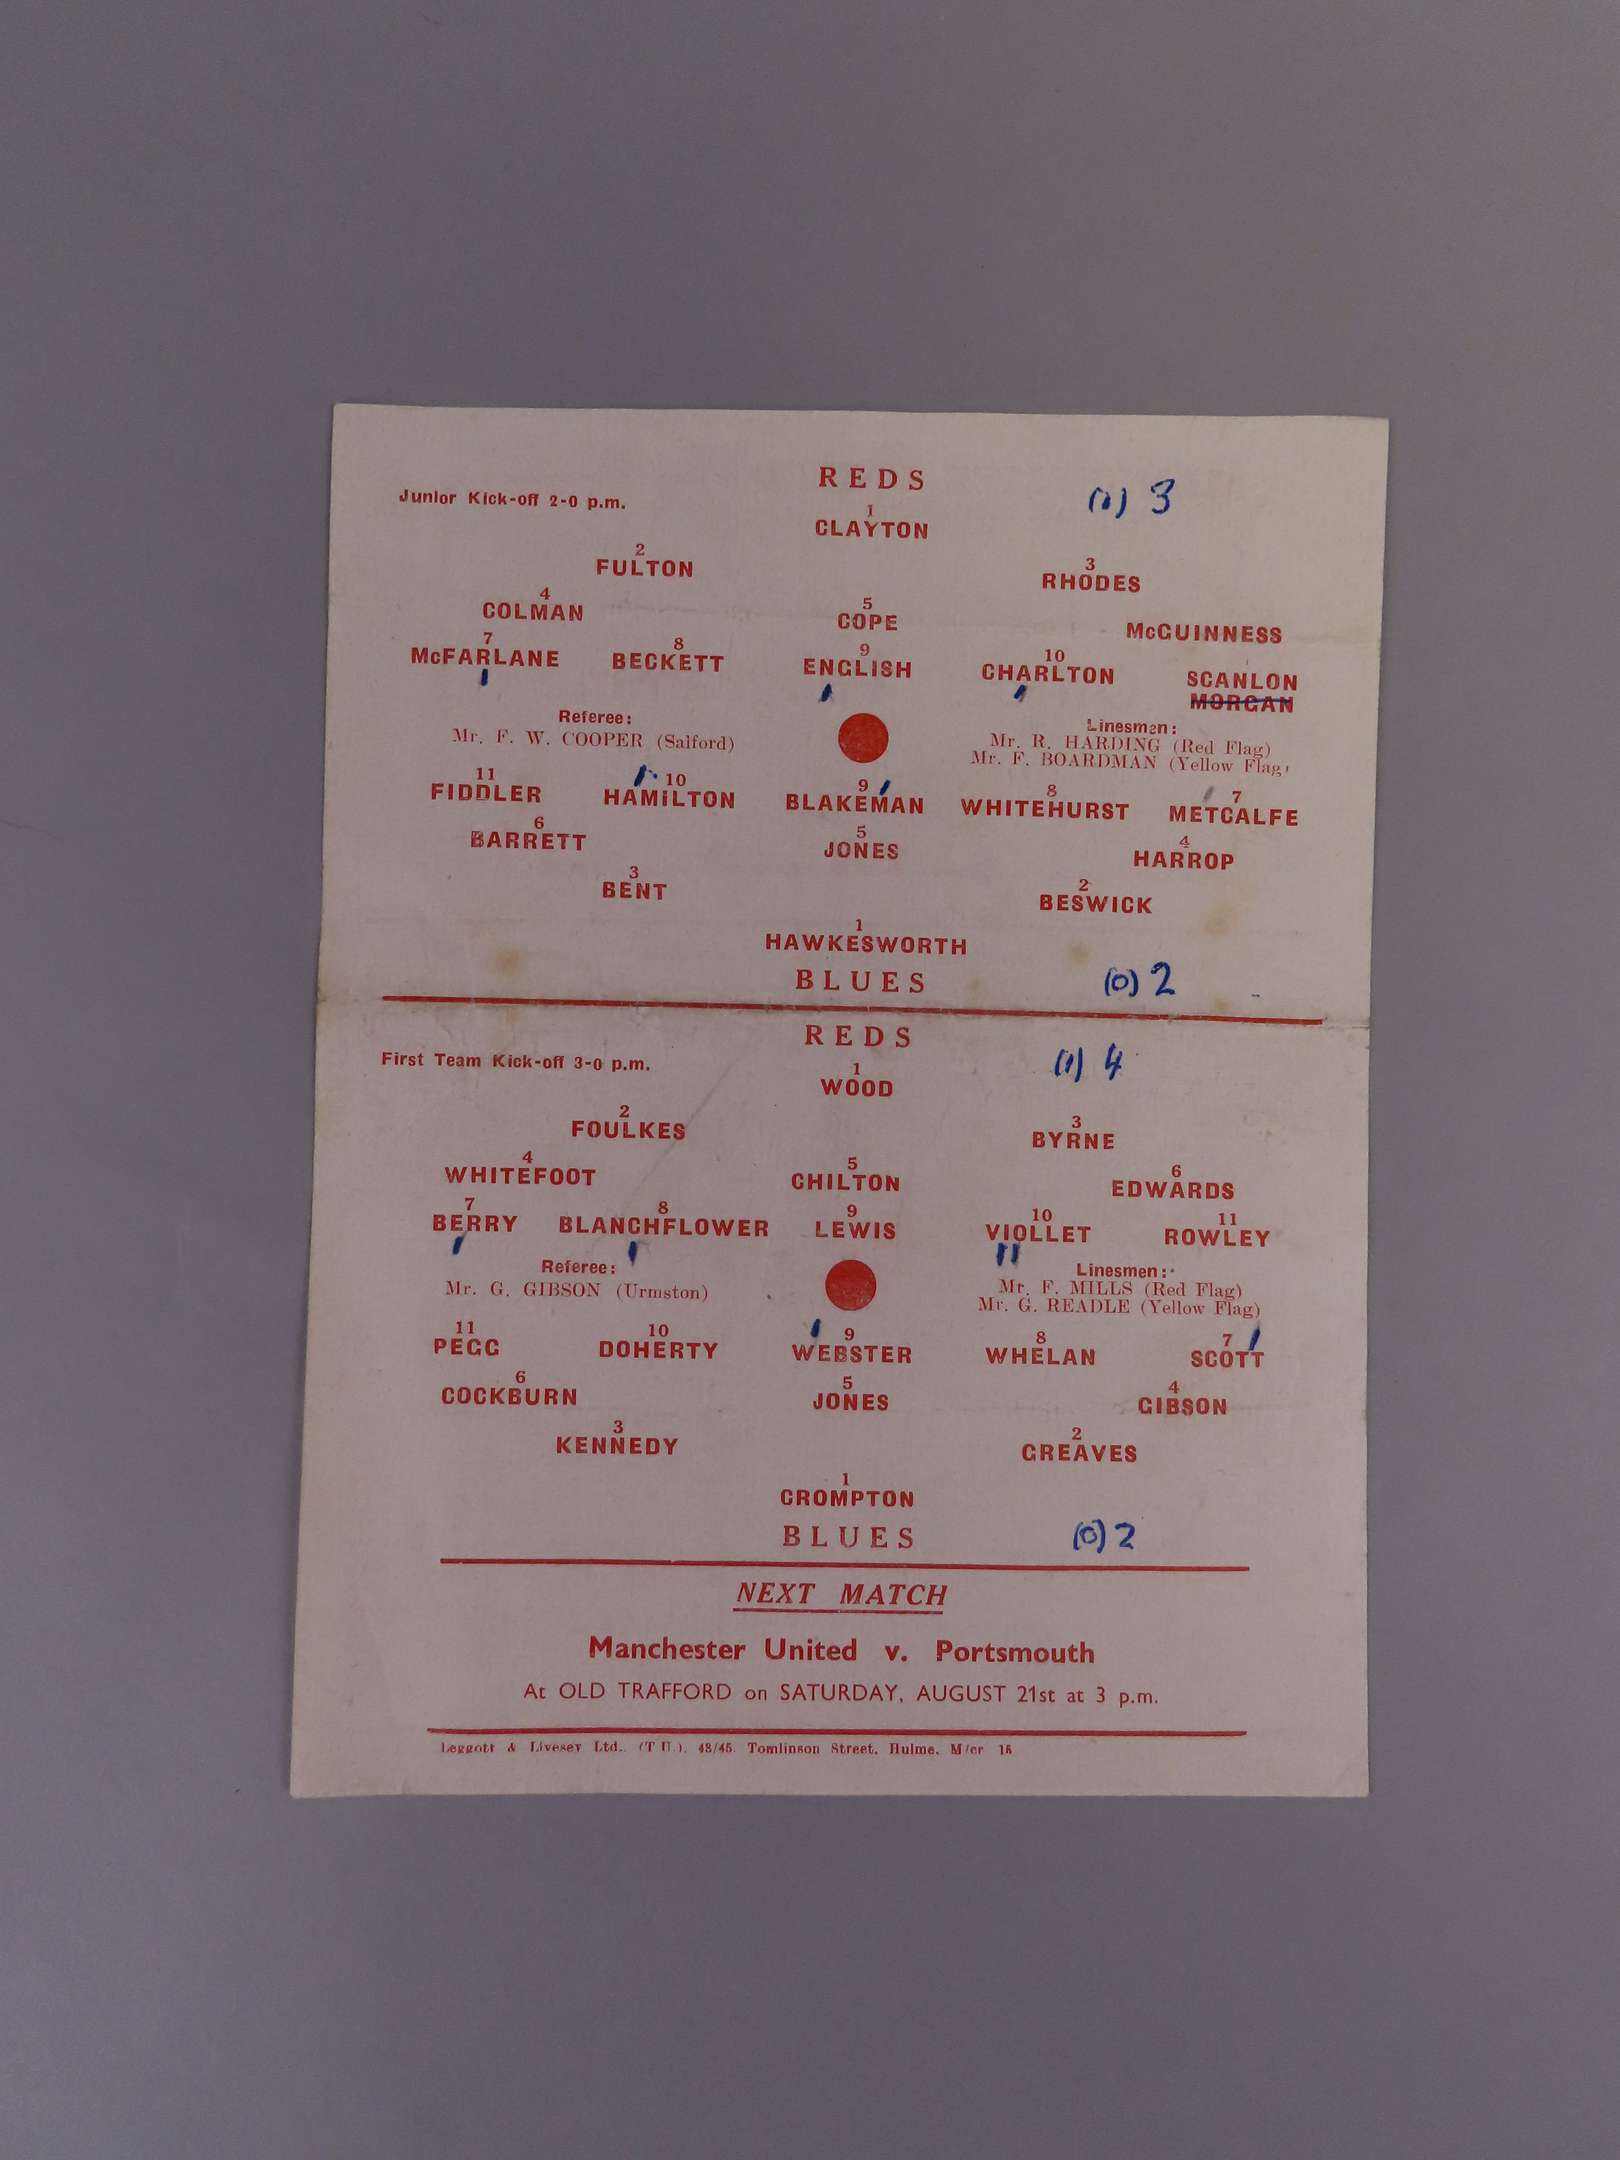 REDS
Junior Kick-off 2-0 p.m.
(1) 3
1
CLAYTON
2 3
FULTON RHODES
4 5
COLMAN COPE McGUINNESS
7 8 9 10
McFARLANE BECKETT ENGLISH CHARLTON SCANLON
MORGAN
Referee: Linesmen:
Mr. F. W. COOPER (Salford) Mr. R. HARDING (Red Flag)
Mr. F. BOARDMAN (Yellow Flag)
11 10 9 8 7
FIDDLER HAMILTON BLAKEMAN WHITEHURST METCALFE
6 5 4
BARRETT JONES HARROP
3 2
BENT BESWICK
1
HAWKESWORTH
BLUES (0) 2
REDS
First Team Kick-off 3-0 p.m. (1) 4
1
WOOD
2 3
FOULKES BYRNE
4 5 6
WHITEFOOT CHILTON EDWARDS
7 8 9 10 11
BERRY BLANCHFLOWER LEWIS VIOLLET ROWLEY
Referee: Linesmen:
Mr. G. GIBSON (Urmston) Mr. F. MILLS (Red Flag)
Mr. G. READLE (Yellow Flag)
11 10 9 8 7
PEGG DOHERTY WEBSTER WHELAN SCOTT
6 5 4
COCKBURN JONES GIBSON
3 2
KENNEDY GREAVES
1
CROMPTON
BLUES (0) 2
NEXT MATCH
Manchester United v. Portsmouth
At OLD TRAFFORD on SATURDAY, AUGUST 21st at 3 p.m.
Leggott & Livesey Ltd., (T.U.), 43/45, Tomlinson Street, Hulme, M/cr 15